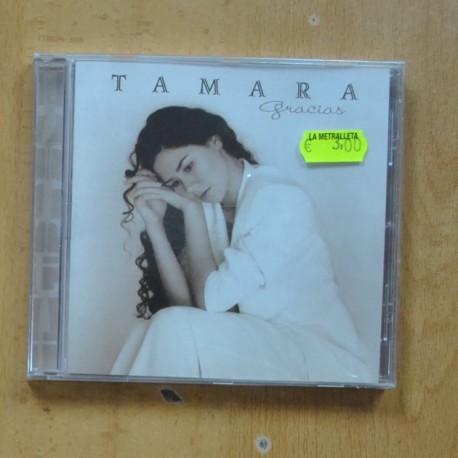 TAMARA
Gracias
LA METRALLETA
€ 3,00